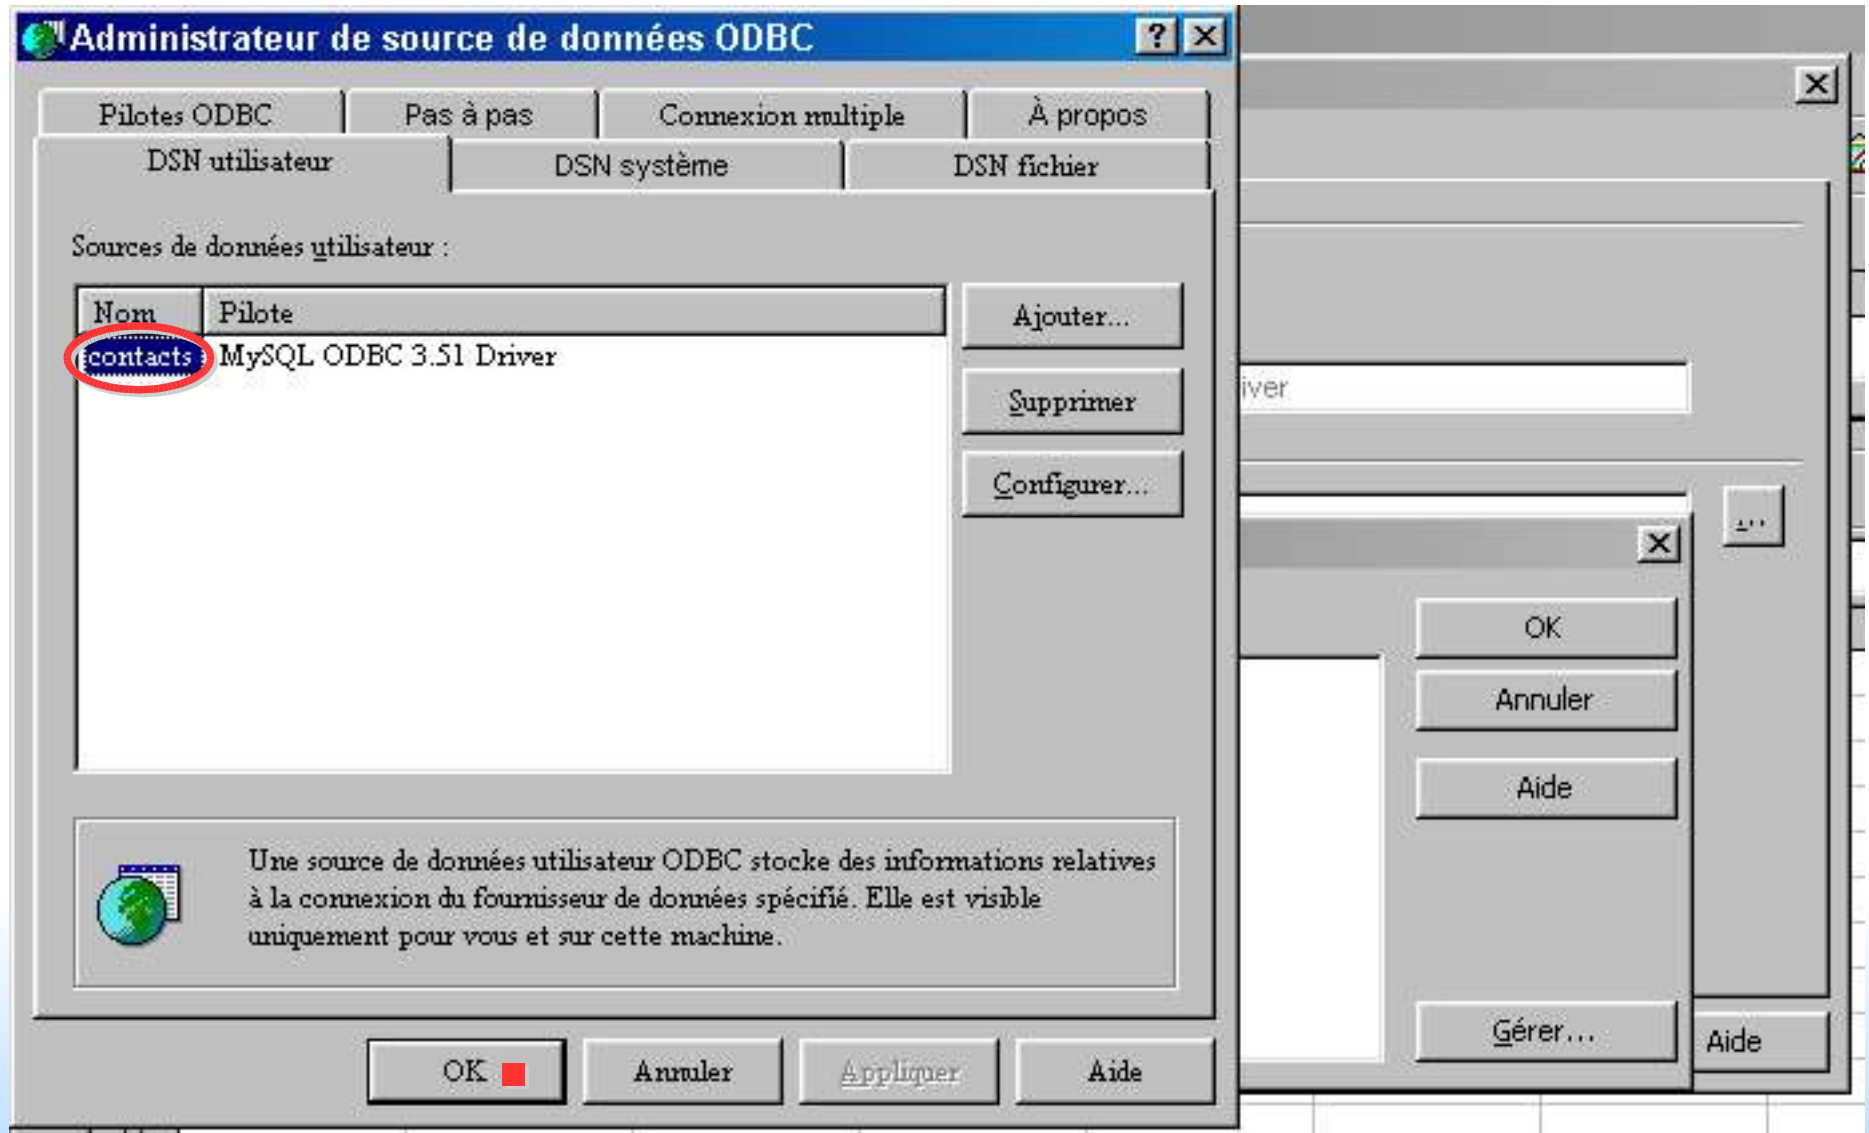 Administrateur de source de données ODBC
Pilotes ODBC
Pas à pas
Connexion multiple
À propos
DSN utilisateur
DSN système
DSN fichier
Sources de données utilisateur :
Nom
Pilote
contacts
MySQL ODBC 3.51 Driver
Ajouter...
Supprimer
Configurer...
Une source de données utilisateur ODBC stocke des informations relatives
à la connexion du fournisseur de données spécifié. Elle est visible
uniquement pour vous et sur cette machine.
OK
Annuler
Appliquer
Aide
iver
...
OK
Annuler
Aide
Gérer...
Aide